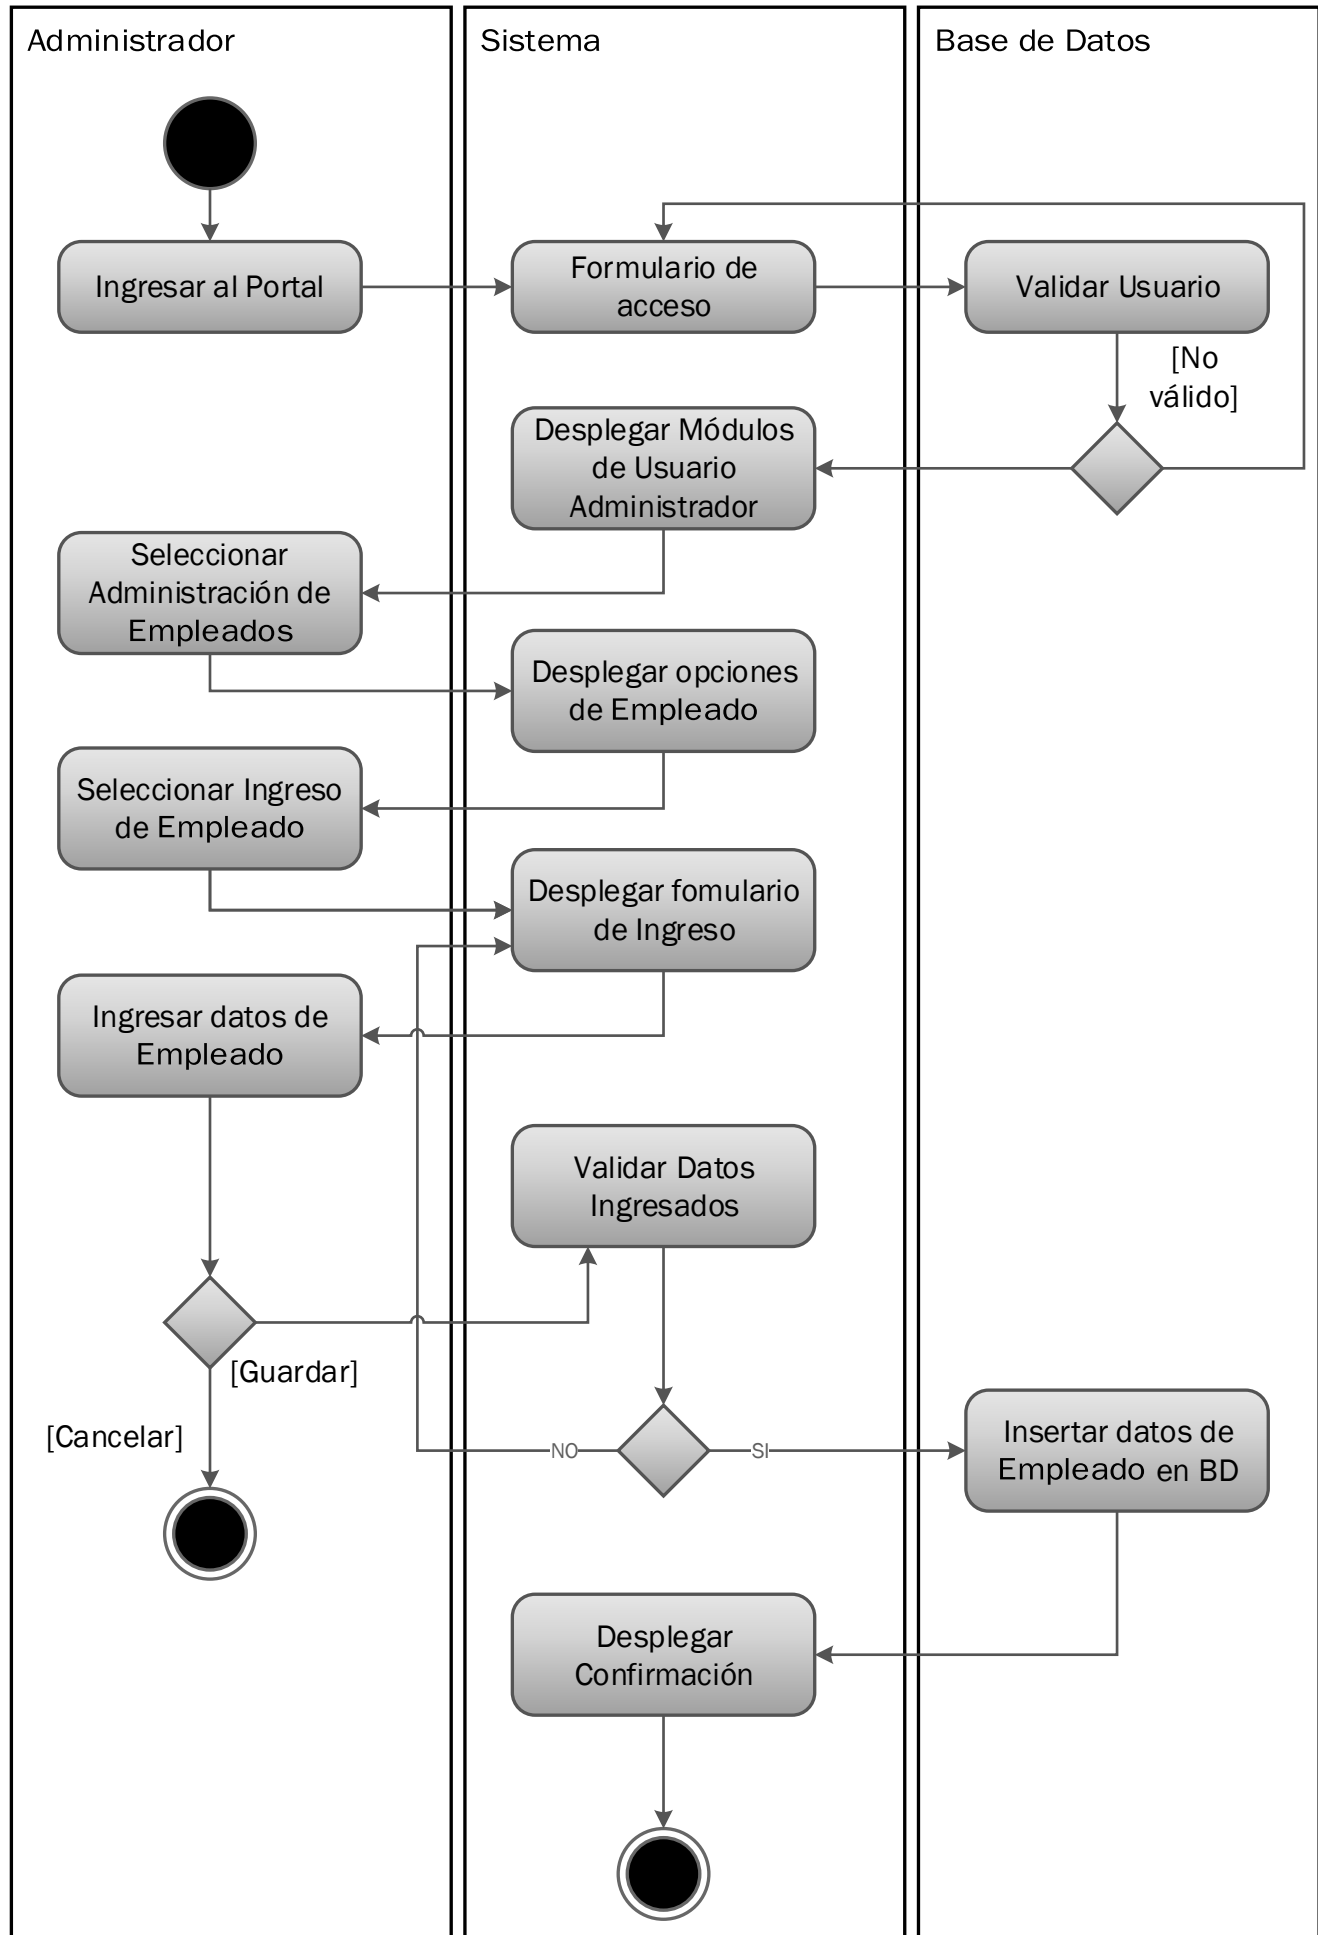 Administrador
Sistema
Base de Datos
Ingresar al Portal
Formulario de
acceso
Validar Usuario
[No
válido]
Desplegar Módulos
de Usuario
Administrador
Seleccionar
Administración de
Empleados
Desplegar opciones
de Empleado
Seleccionar Ingreso
de Empleado
Desplegar fomulario
de Ingreso
Ingresar datos de
Empleado
Validar Datos
Ingresados
[Guardar]
[Cancelar]
NO
SI
Insertar datos de
Empleado en BD
Desplegar
Confirmación